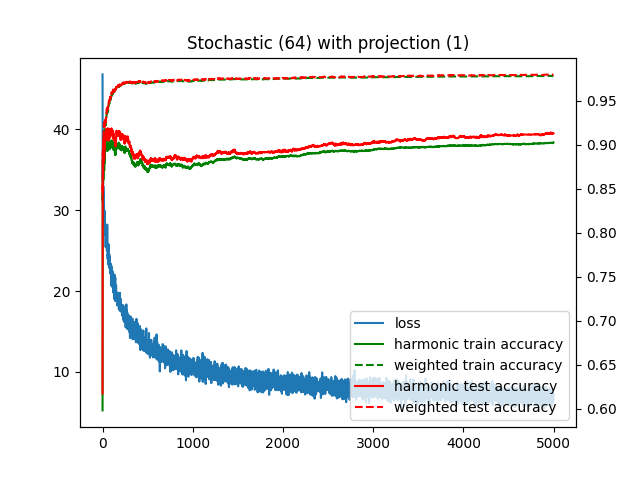 Stochastic (64) with projection (1)
40
30
20
10
0.95
0.90
0.85
0.80
0.75
0.70
0.65
0.60
loss
harmonic train accuracy
weighted train accuracy
harmonic test accuracy
weighted test accuracy
0 1000 2000 3000 4000 5000